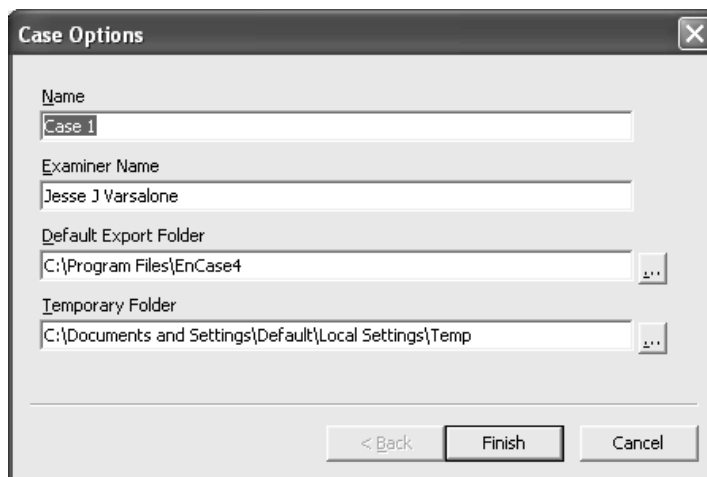 Case Options
Name
Case 1
Examiner Name
Jesse J Varsalone
Default Export Folder
C:\Program Files\EnCase4
...
Temporary Folder
C:\Documents and Settings\Default\Local Settings\Temp
...
< Back Finish Cancel